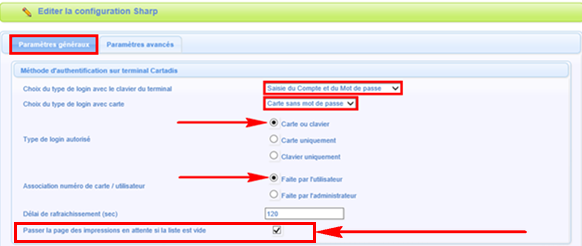 Editer la configuration Sharp
Paramètres généraux Paramètres avancés
Méthode d'authentification sur terminal Cartadis
Choix du type de login avec le clavier du terminal Saisie du Compte et du Mot de passe
Choix du type de login avec carte Carte sans mot de passe
Carte ou clavier
Type de login autorisé Carte uniquement
Clavier uniquement
Faite par l'utilisateur
Association numéro de carte / utilisateur
Faite par l'administrateur
Délai de rafraichissement (sec) 120
Passer la page des impressions en attente si la liste est vide